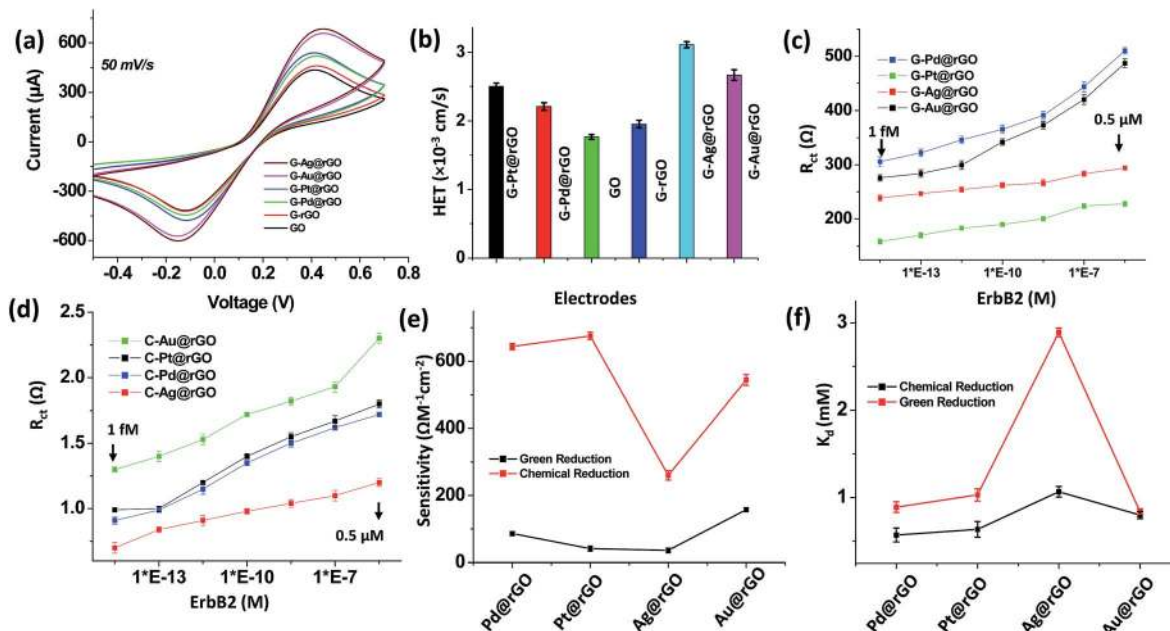 (a)
50 mV/s
Current (µA)
600
300
0
-300
-600
G-Ag@rGO
G-Au@rGO
G-Pt@rGO
G-Pd@rGO
G-rGO
GO
-0.4 -0.2 0.0 0.2 0.4 0.6 0.8
Voltage (V)
(b)
HET (×10⁻³ cm/s)
3
2
1
0
G-Pt@rGO
G-Pd@rGO
GO
G-rGO
G-Ag@rGO
G-Au@rGO
Electrodes
(c)
Rct (Ω)
500
400
300
200
G-Pd@rGO
G-Pt@rGO
G-Ag@rGO
G-Au@rGO
1 fM
0.5 µM
1*E-13 1*E-10 1*E-7
ErbB2 (M)
(d)
Rct (Ω)
2.5
2.0
1.5
1.0
C-Au@rGO
C-Pt@rGO
C-Pd@rGO
C-Ag@rGO
1 fM
0.5 µM
1*E-13 1*E-10 1*E-7
ErbB2 (M)
(e)
Sensitivity (ΩM⁻¹cm⁻²)
600
400
200
0
Green Reduction
Chemical Reduction
Pd@rGO
Pt@rGO
Ag@rGO
Au@rGO
(f)
Kd (mM)
3
2
1
0
Chemical Reduction
Green Reduction
Pd@rGO
Pt@rGO
Ag@rGO
Au@rGO